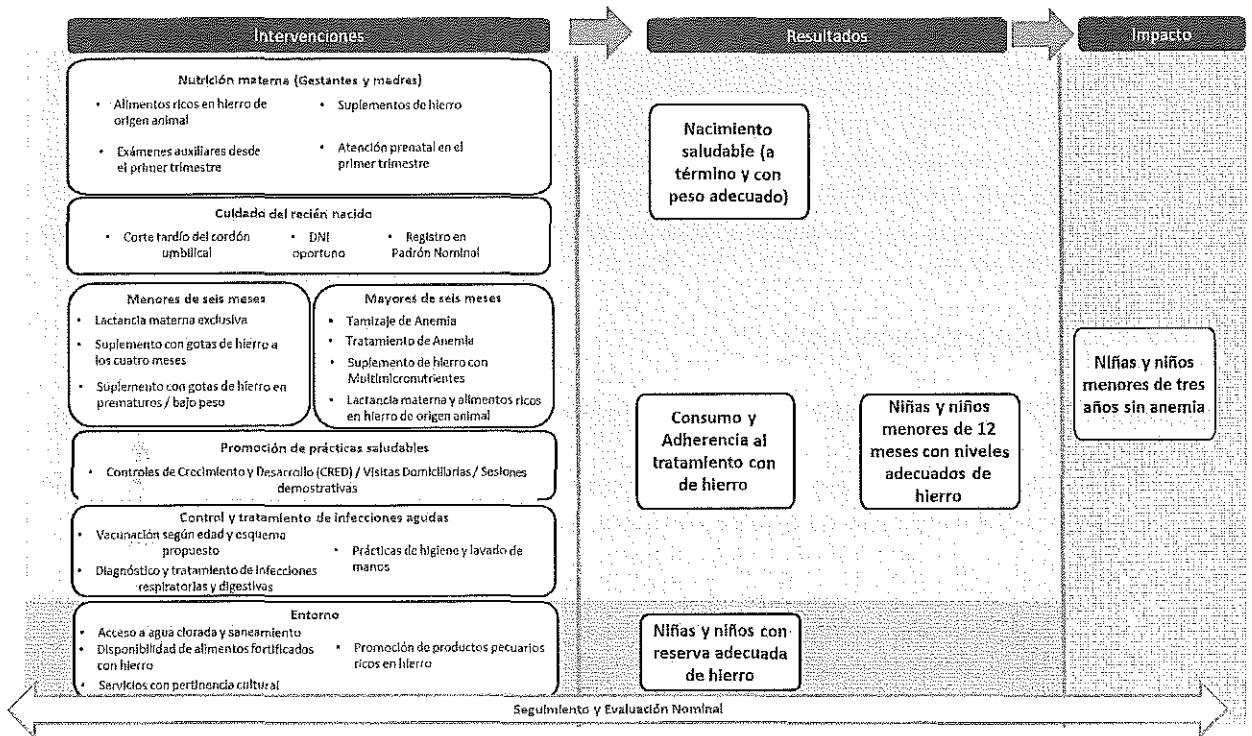 Intervenciones
Resultados
Impacto
Nutrición materna (Gestantes y madres)
• Alimentos ricos en hierro de
origen animal
• Suplementos de hierro
• Exámenes auxiliares desde
el primer trimestre
• Atención prenatal en el
primer trimestre
Cuidado del recién nacido
• Corte tardío del cordón
umbilical
• DNI
oportuno
• Registro en
Padrón Nominal
Menores de seis meses
• Lactancia materna exclusiva
• Suplemento con gotas de hierro a
los cuatro meses
• Suplemento con gotas de hierro en
prematuros / bajo peso
Mayores de seis meses
• Tamizaje de Anemia
• Tratamiento de Anemia
• Suplemento de hierro con
Multimicronutrientes
• Lactancia materna y alimentos ricos
en hierro de origen animal
Promoción de prácticas saludables
• Controles de Crecimiento y Desarrollo (CRED) / Visitas Domiciliarias / Sesiones
demostrativas
Control y tratamiento de infecciones agudas
• Vacunación según edad y esquema
propuesto
• Diagnóstico y tratamiento de infecciones
respiratorias y digestivas
• Prácticas de higiene y lavado de
manos
Entorno
• Acceso a agua clorada y saneamiento
• Disponibilidad de alimentos fortificados
con hierro
• Servicios con pertinencia cultural
• Promoción de productos pecuarios
ricos en hierro
Nacimiento
saludable (a
término y con
peso adecuado)
Consumo y
Adherencia al
tratamiento con
de hierro
Niñas y niños
menores de 12
meses con niveles
adecuados de
hierro
Niñas y niños con
reserva adecuada
de hierro
Niñas y niños
menores de tres
años sin anemia
Seguimiento y Evaluación Nominal